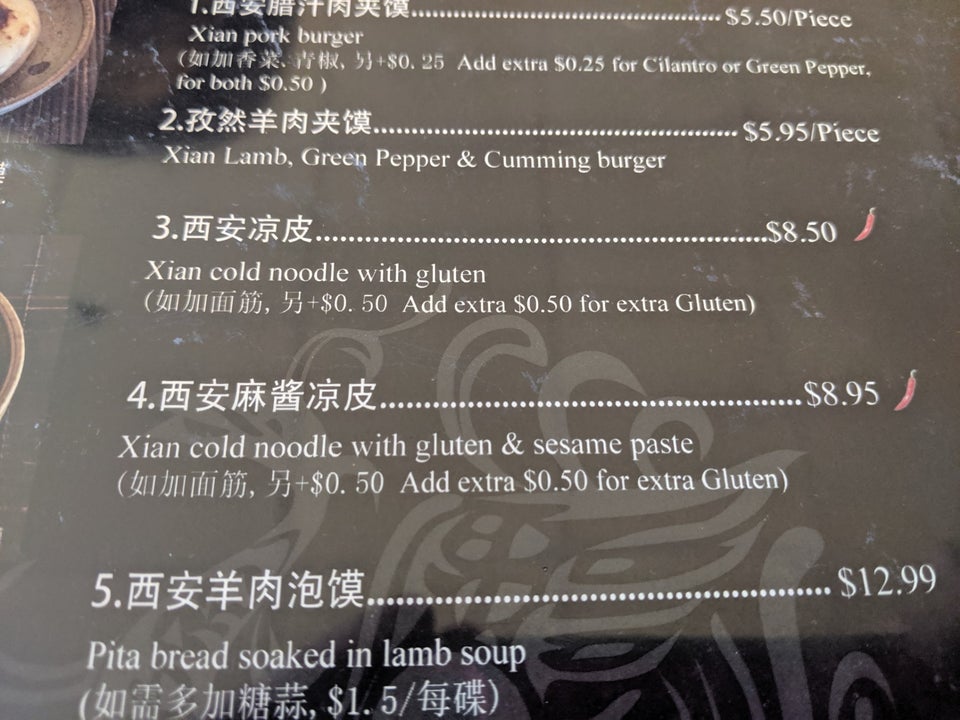 1.西安腊汁肉夹馍........................................ $5.50/Piece
Xian pork burger
(如加香菜、青椒, 另+$0. 25 Add extra $0.25 for Cilantro or Green Pepper,
for both $0.50 )
2.孜然羊肉夹馍........................................ $5.95/Piece
Xian Lamb, Green Pepper & Cumming burger
3.西安凉皮........................................$8.50
Xian cold noodle with gluten
(如加面筋, 另+$0. 50 Add extra $0.50 for extra Gluten)
4.西安麻酱凉皮........................................$8.95
Xian cold noodle with gluten & sesame paste
(如加面筋, 另+$0. 50 Add extra $0.50 for extra Gluten)
5.西安羊肉泡馍........................................ $12.99
Pita bread soaked in lamb soup
(如需多加糖蒜, $1. 5/每碟)